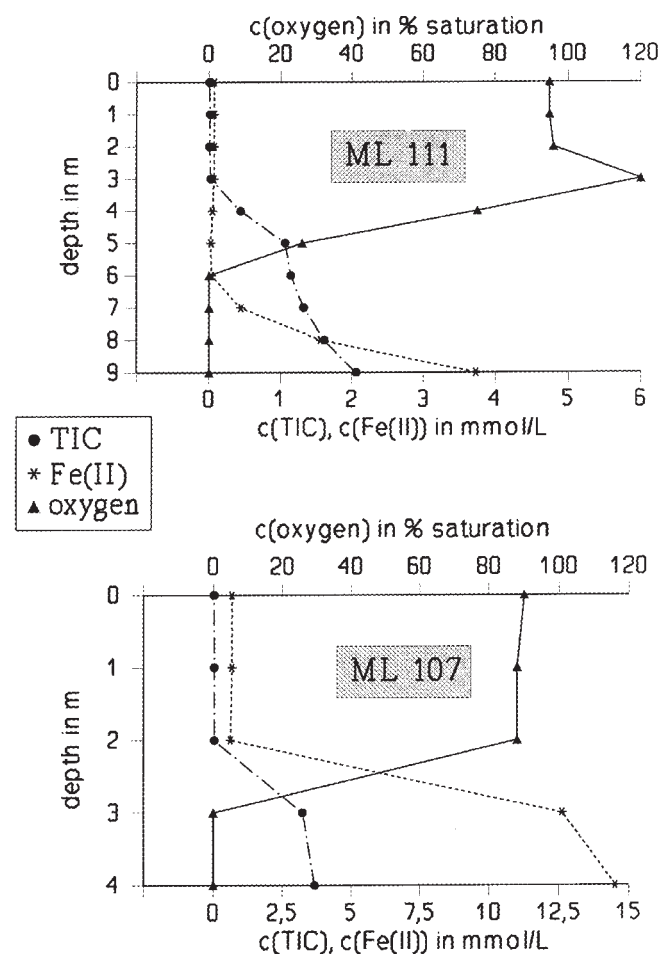 c(oxygen) in % saturation
0 20 40 60 80 100 120
depth in m
0
1
2
3
4
5
6
7
8
9
ML 111
0 1 2 3 4 5 6
c(TIC), c(Fe(II)) in mmol/L
TIC
Fe(II)
oxygen
c(oxygen) in % saturation
0 20 40 60 80 100 120
depth in m
0
1
2
3
4
ML 107
0 2,5 5 7,5 10 12,5 15
c(TIC), c(Fe(II)) in mmol/L